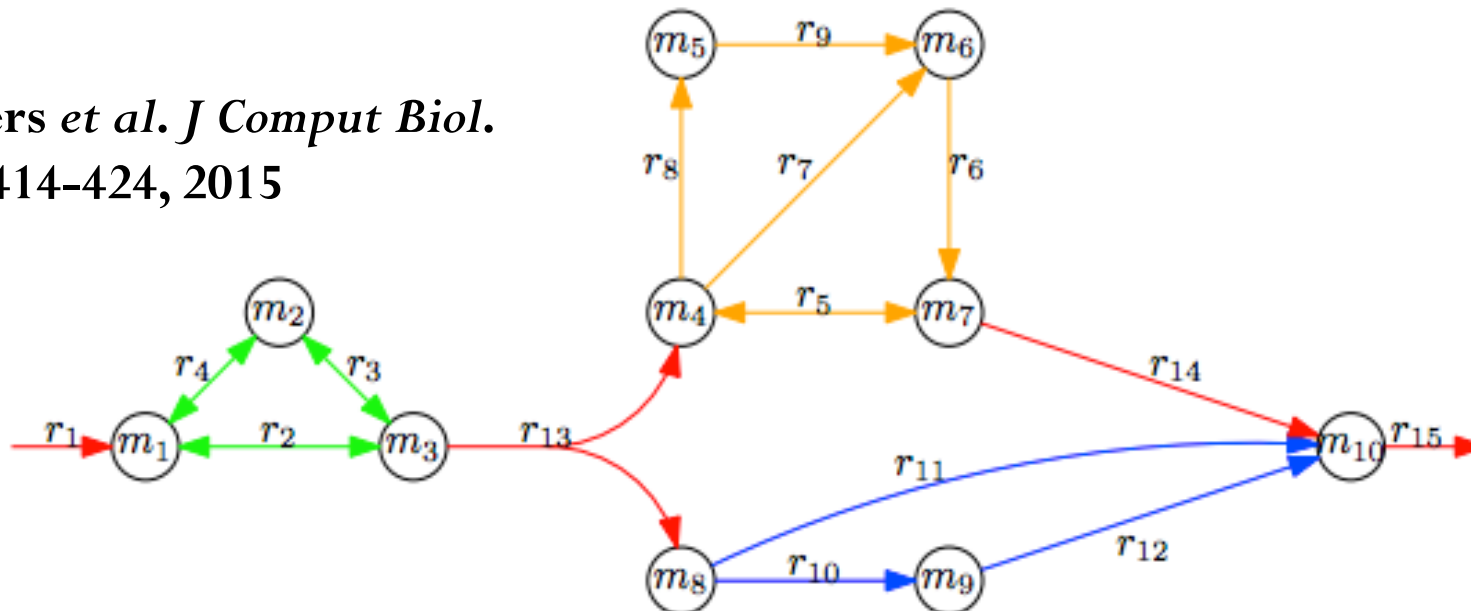 m5 r9 m6
ers et al. J Comput Biol.
r8 r7 r6
414-424, 2015
m2 m4 r5 m7
r4 r3 r14
r1 m1 r2 m3 r13 m10 r15
r11
r12
m8 r10 m9